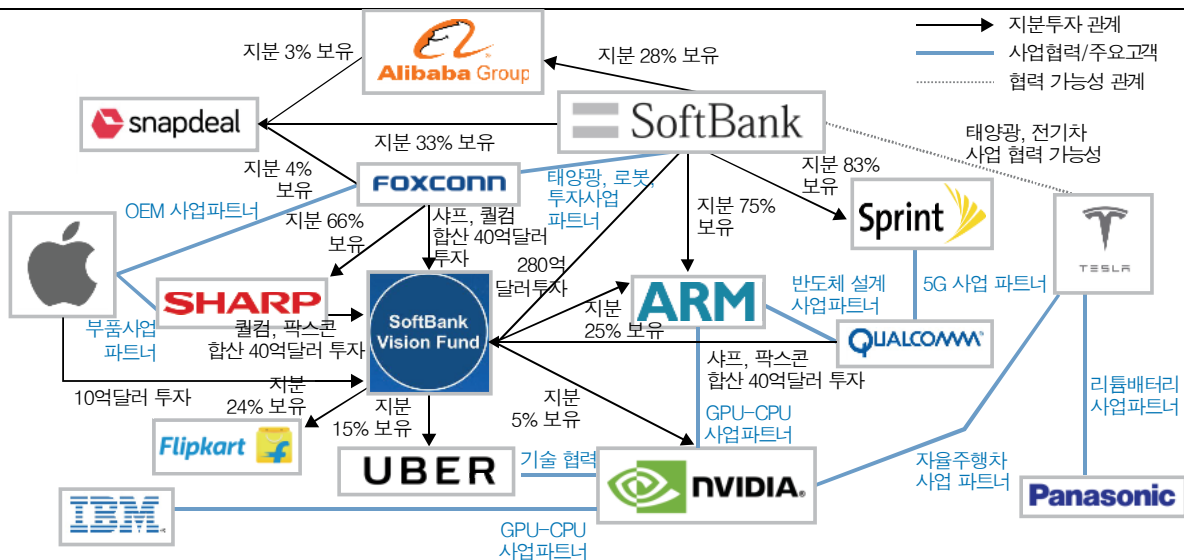 지분투자 관계
사업협력/주요고객
협력 가능성 관계
지분 3% 보유
Alibaba Group
지분 28% 보유
snapdeal
SoftBank
지분 33% 보유
태양광, 전기차
사업 협력 가능성
지분 4%
보유
FOXCONN
태양광, 로봇,
투자사업
파트너
지분 83%
보유
OEM 사업파트너
지분 66%
보유
샤프, 퀄컴
합산 40억달러
투자
지분 75%
보유
Sprint
TESLA
SHARP
SoftBank
Vision Fund
280억
달러투자
ARM
반도체 설계
사업파트너
5G 사업 파트너
부품사업
파트너
퀄컴, 팍스콘
합산 40억달러 투자
지분
25% 보유
QUALCOMM
샤프, 팍스콘
합산 40억달러 투자
10억달러 투자
지분
24% 보유
지분
15% 보유
지분
5% 보유
GPU-CPU
사업파트너
리튬배터리
사업파트너
Flipkart
UBER
기술 협력
NVIDIA.
자율주행차
사업 파트너
Panasonic
IBM
GPU-CPU
사업파트너